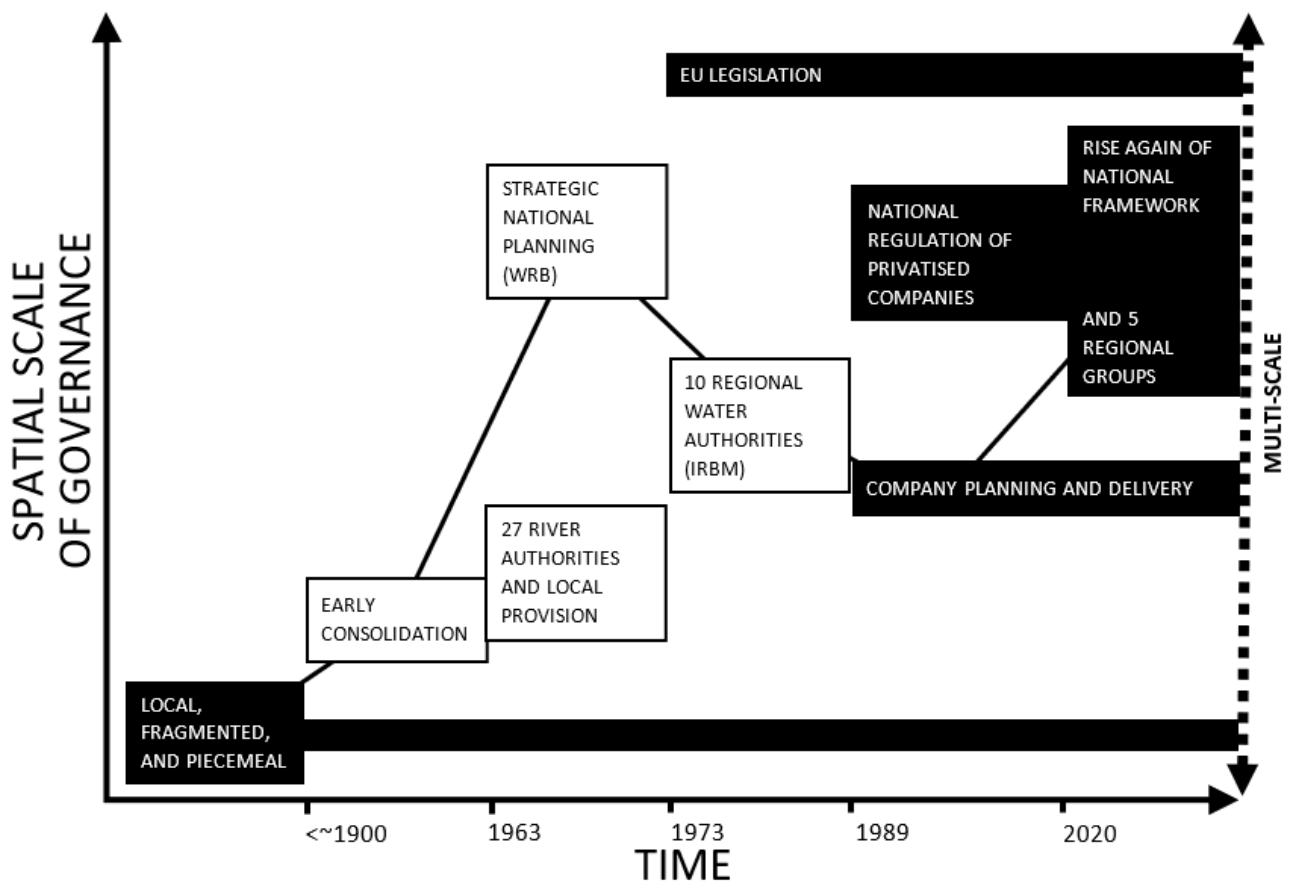 SPATIAL SCALE
OF GOVERNANCE
EU LEGISLATION
RISE AGAIN OF
NATIONAL
FRAMEWORK
STRATEGIC
NATIONAL
PLANNING
(WRB)
NATIONAL
REGULATION OF
PRIVATISED
COMPANIES
AND 5
REGIONAL
GROUPS
10 REGIONAL
WATER
AUTHORITIES
(IRBM)
COMPANY PLANNING AND DELIVERY
27 RIVER
AUTHORITIES
AND LOCAL
PROVISION
EARLY
CONSOLIDATION
LOCAL,
FRAGMENTED,
AND PIECEMEAL
MULTI-SCALE
<~1900
1963
1973
1989
2020
TIME